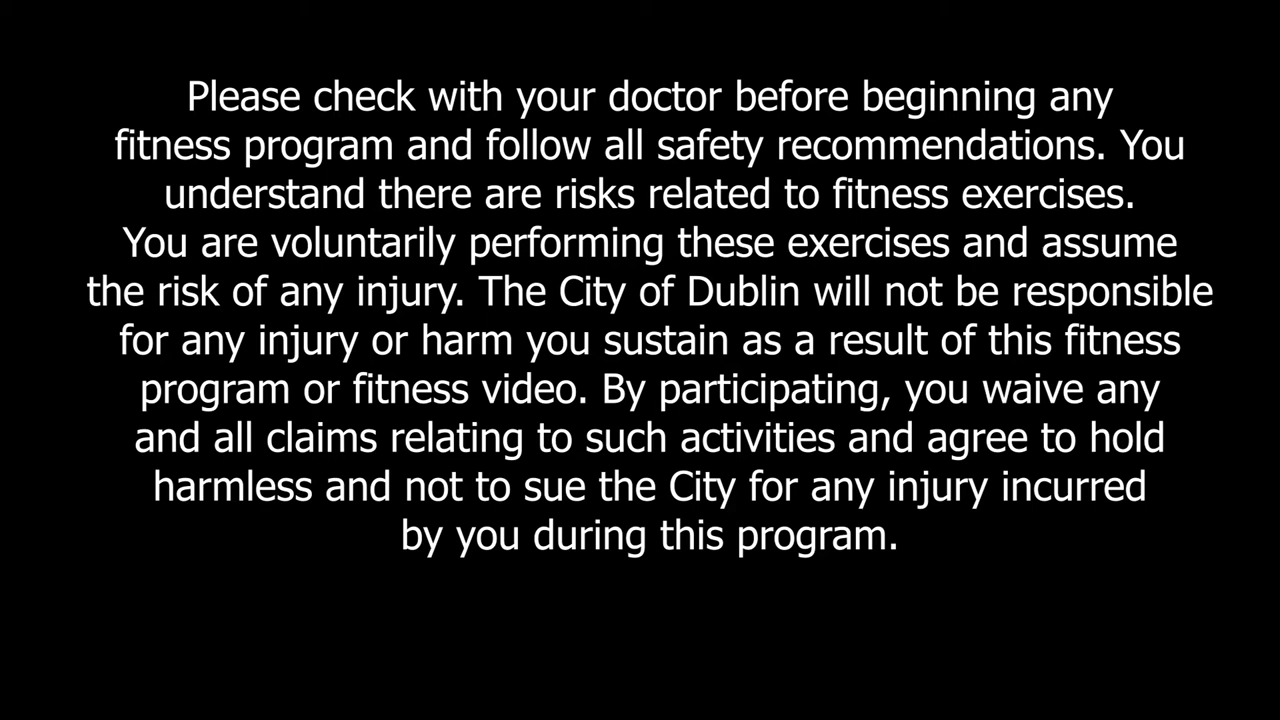 Please check with your doctor before beginning any
fitness program and follow all safety recommendations. You
understand there are risks related to fitness exercises.
You are voluntarily performing these exercises and assume
the risk of any injury. The City of Dublin will not be responsible
for any injury or harm you sustain as a result of this fitness
program or fitness video. By participating, you waive any
and all claims relating to such activities and agree to hold
harmless and not to sue the City for any injury incurred
by you during this program.